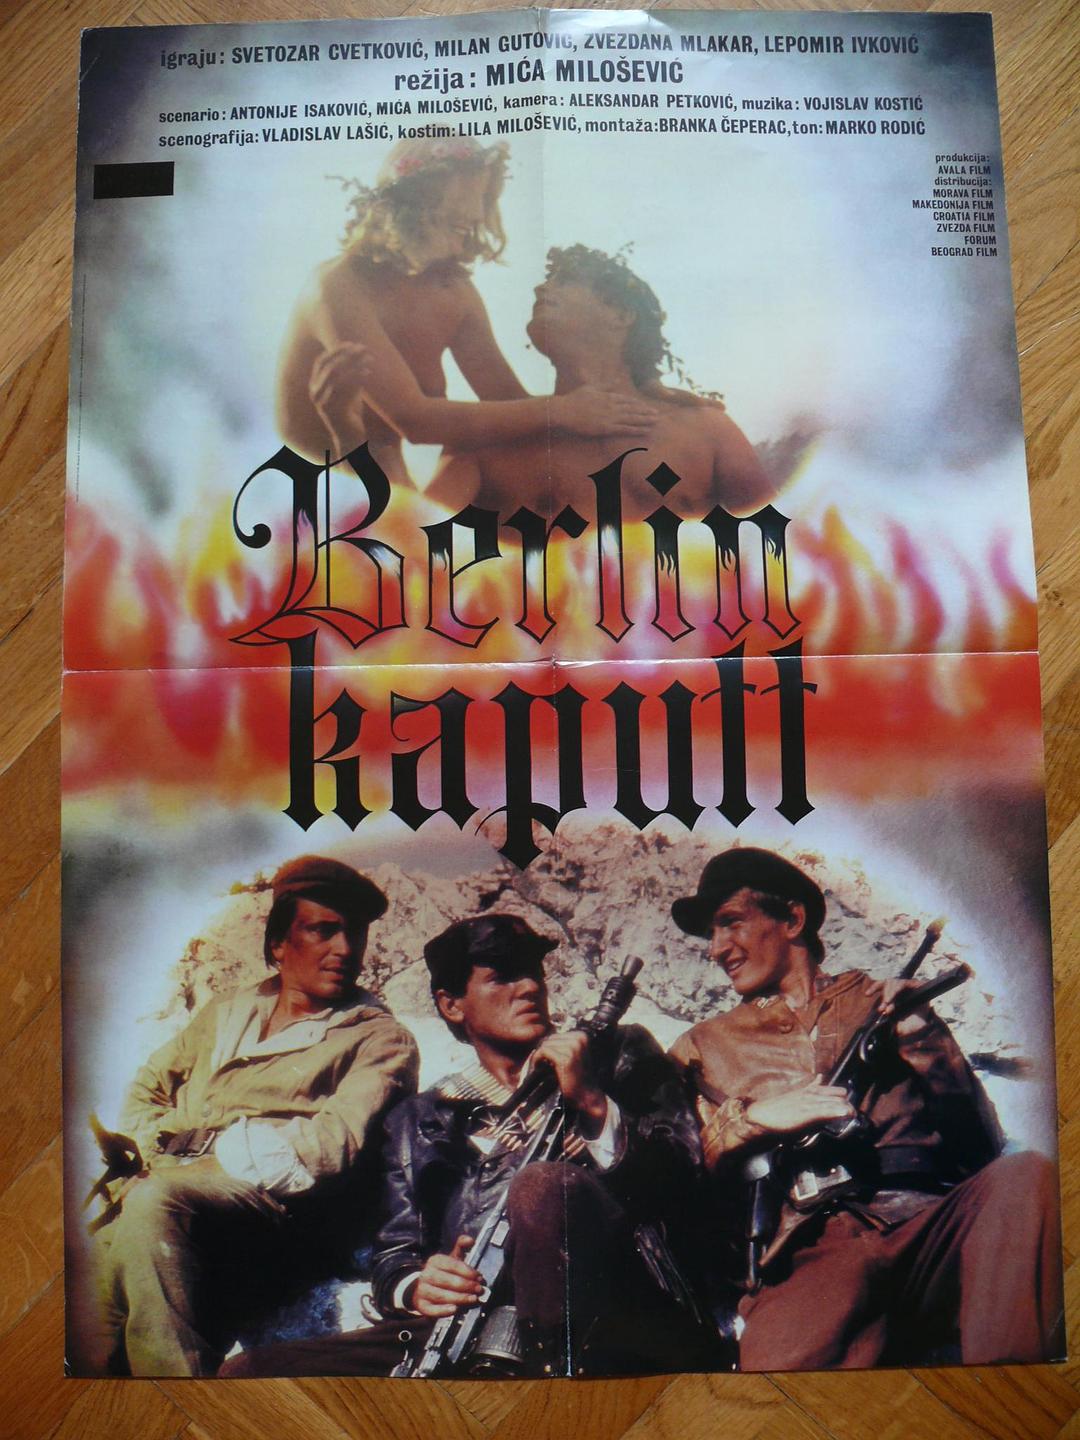 igraju: SVETOZAR CVETKOVIĆ, MILAN GUTOVIĆ, ZVEZDANA MLAKAR, LEPOMIR IVKOVIĆ
režija: MIĆA MILOŠEVIĆ
scenario: ANTONIJE ISAKOVIĆ, MIĆA MILOŠEVIĆ, kamera: ALEKSANDAR PETKOVIĆ, muzika: VOJISLAV KOSTIĆ
scenografija: VLADISLAV LAŠIĆ, kostim: LILA MILOŠEVIĆ, montaža: BRANKA ČEPERAC, ton: MARKO RODIĆ
produkcija:
AVALA FILM
distribucija:
MORAVA FILM
MAKEDONIJA FILM
CROATIA FILM
ZVEZDA FILM
FORUM
BEOGRAD FILM
Berlin
kaputt